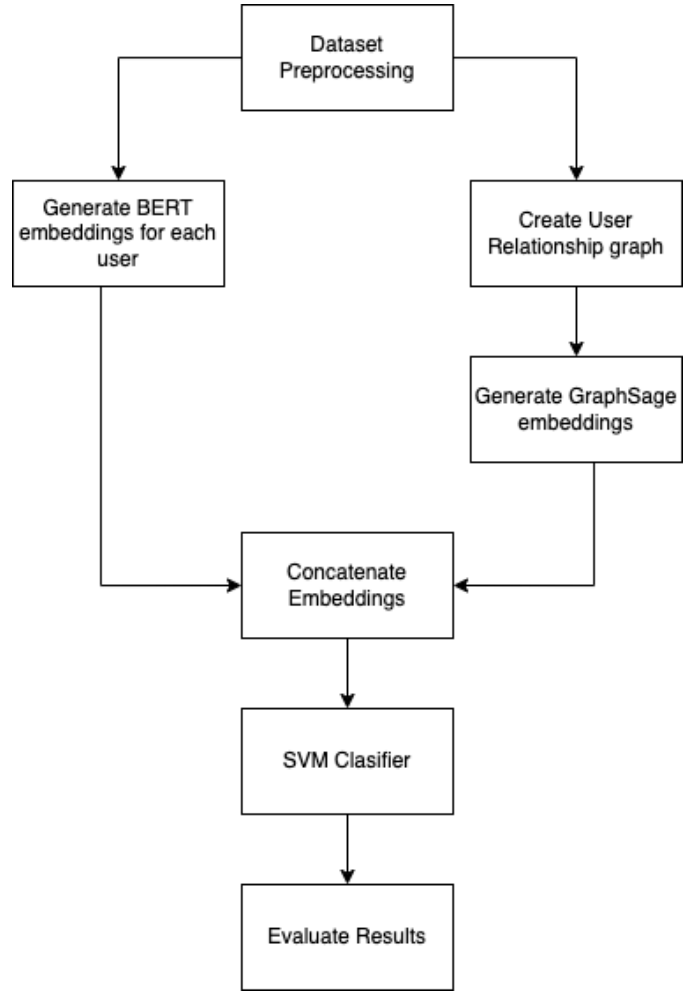 Dataset
Preprocessing
Generate BERT
embeddings for each
user
Create User
Relationship graph
Generate GraphSage
embeddings
Concatenate
Embeddings
SVM Clasifier
Evaluate Results